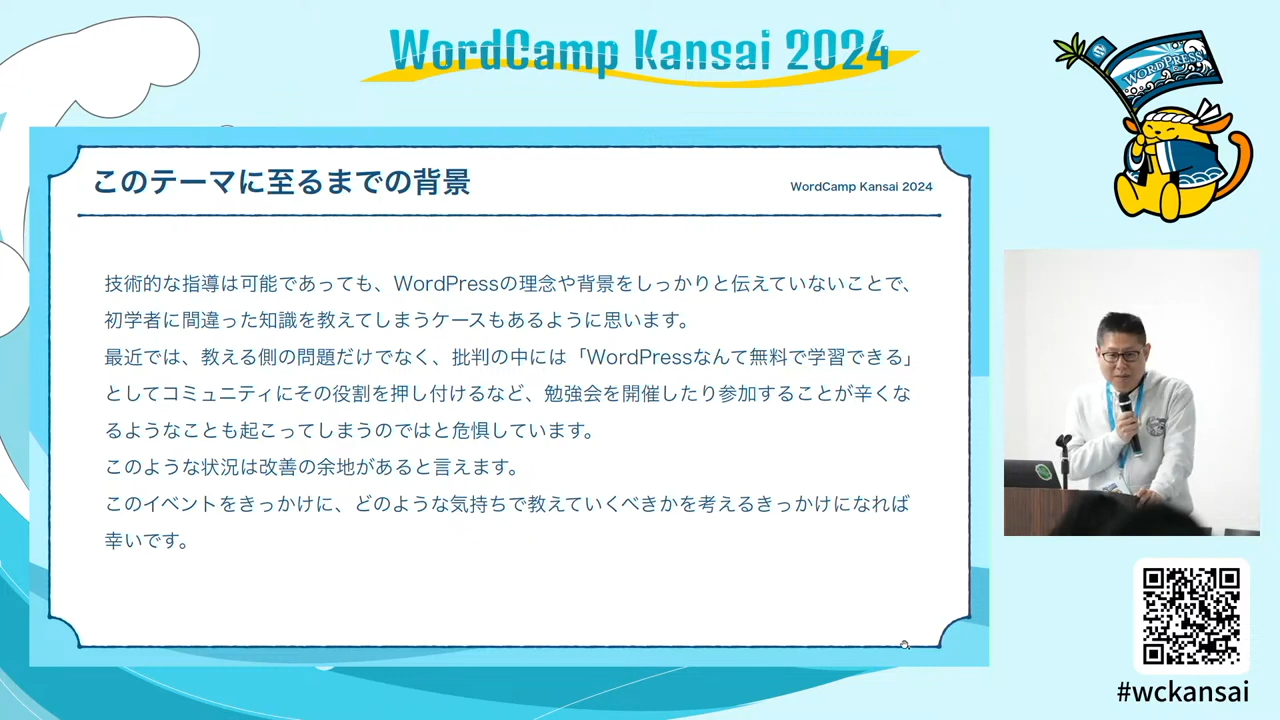 WordCamp Kansai 2024
WORDPRESS
W
このテーマに至るまでの背景
WordCamp Kansai 2024
技術的な指導は可能であっても、WordPressの理念や背景をしっかりと伝えていないことで、
初学者に間違った知識を教えてしまうケースもあるように思います。
最近では、教える側の問題だけでなく、批判の中には「WordPressなんて無料で学習できる」
としてコミュニティにその役割を押し付けるなど、勉強会を開催したり参加することが辛くな
るようなことも起こってしまうのではと危惧しています。
このような状況は改善の余地があると言えます。
このイベントをきっかけに、どのような気持ちで教えていくべきかを考えるきっかけになれば
幸いです。
#wckansai